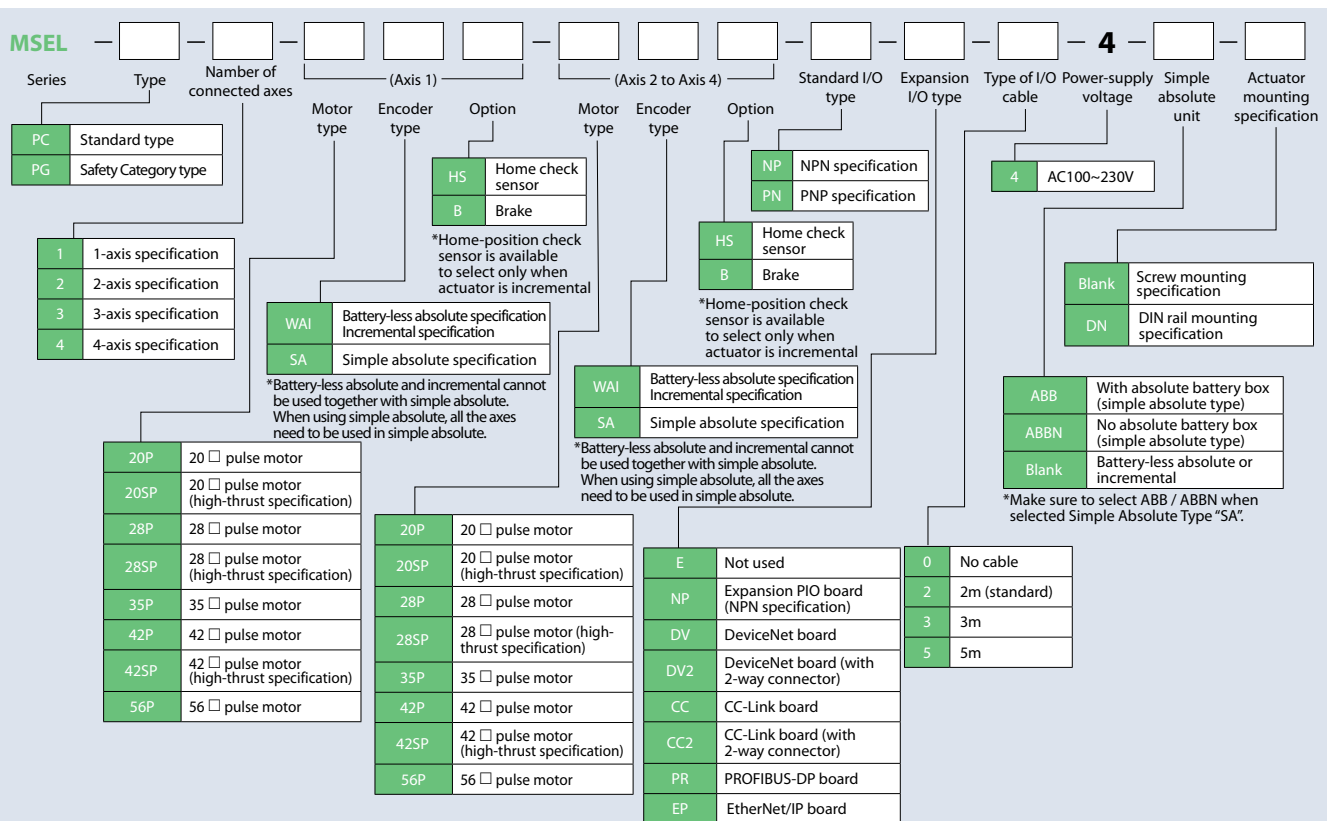 MSEL — — — — — — — — 4 — —
Series
Type
Namber of
connected axes
(Axis 1)
(Axis 2 to Axis 4)
Standard I/O
type
Expansion
I/O type
Type of I/O
cable
Power-supply
voltage
Simple
absolute
unit
Actuator
mounting
specification
Motor
type
Encoder
type
Option
Motor
type
Encoder
type
Option
PC Standard type
PG Safety Category type
1 1-axis specification
2 2-axis specification
3 3-axis specification
4 4-axis specification
HS Home check
sensor
B Brake
*Home-position check
sensor is available
to select only when
actuator is incremental
WAI Battery-less absolute specification
Incremental specification
SA Simple absolute specification
*Battery-less absolute and incremental cannot
be used together with simple absolute.
When using simple absolute, all the axes
need to be used in simple absolute.
20P 20 □ pulse motor
20SP 20 □ pulse motor
(high-thrust specification)
28P 28 □ pulse motor
28SP 28 □ pulse motor
(high-thrust specification)
35P 35 □ pulse motor
42P 42 □ pulse motor
42SP 42 □ pulse motor
(high-thrust specification)
56P 56 □ pulse motor
NP NPN specification
PN PNP specification
HS Home check
sensor
B Brake
*Home-position check
sensor is available
to select only when
actuator is incremental
WAI Battery-less absolute specification
Incremental specification
SA Simple absolute specification
*Battery-less absolute and incremental cannot
be used together with simple absolute.
When using simple absolute, all the axes
need to be used in simple absolute.
20P 20 □ pulse motor
20SP 20 □ pulse motor
(high-thrust specification)
28P 28 □ pulse motor
28SP 28 □ pulse motor (high-
thrust specification)
35P 35 □ pulse motor
42P 42 □ pulse motor
42SP 42 □ pulse motor
(high-thrust specification)
56P 56 □ pulse motor
E Not used
NP Expansion PIO board
(NPN specification)
DV DeviceNet board
DV2 DeviceNet board (with
2-way connector)
CC CC-Link board
CC2 CC-Link board (with
2-way connector)
PR PROFIBUS-DP board
EP EtherNet/IP board
0 No cable
2 2m (standard)
3 3m
5 5m
4 AC100~230V
Blank Screw mounting
specification
DN DIN rail mounting
specification
ABB With absolute battery box
(simple absolute type)
ABBN No absolute battery box
(simple absolute type)
Blank Battery-less absolute or
incremental
*Make sure to select ABB / ABBN when
selected Simple Absolute Type “SA”.